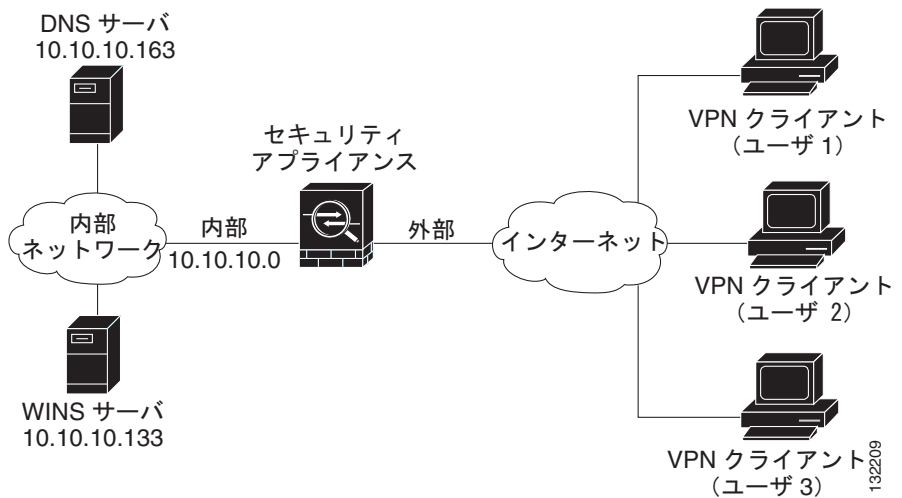 DNS サーバ
10.10.10.163
セキュリティ
アプライアンス
内部
ネットワーク
内部
10.10.10.0
外部
インターネット
WINS サーバ
10.10.10.133
VPN クライアント
（ユーザ 1）
VPN クライアント
（ユーザ 2）
VPN クライアント
（ユーザ 3）
132209